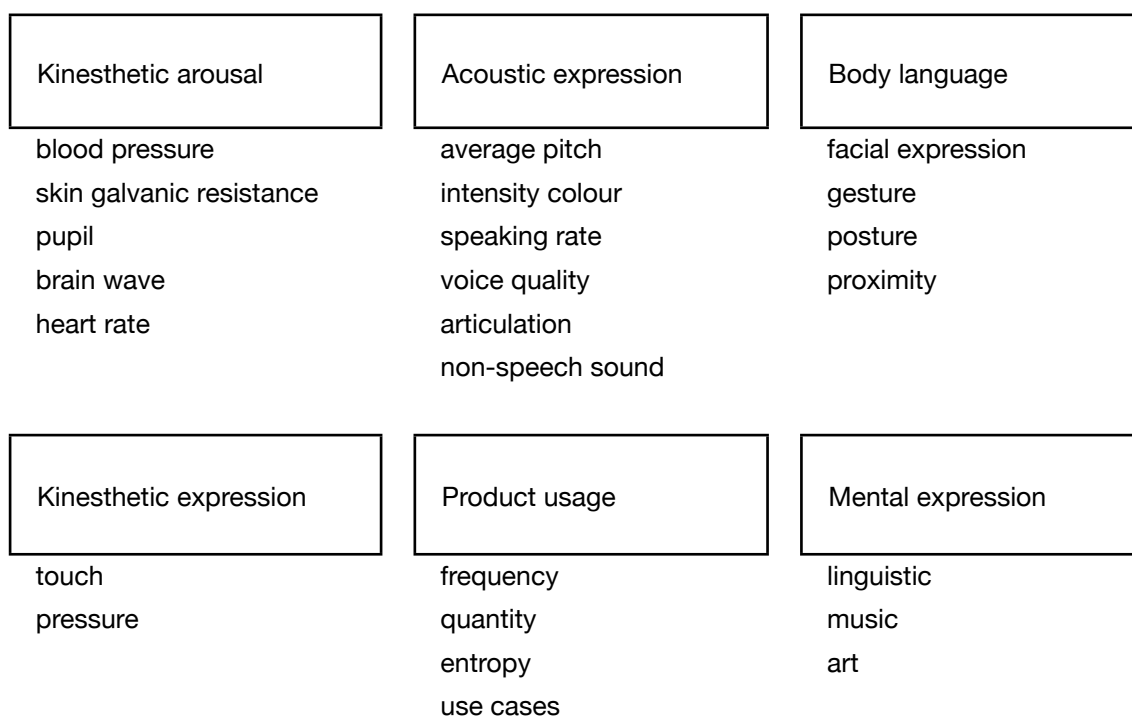 Kinesthetic arousal
blood pressure
skin galvanic resistance
pupil
brain wave
heart rate
Acoustic expression
average pitch
intensity colour
speaking rate
voice quality
articulation
non-speech sound
Body language
facial expression
gesture
posture
proximity
Kinesthetic expression
touch
pressure
Product usage
frequency
quantity
entropy
use cases
Mental expression
linguistic
music
art